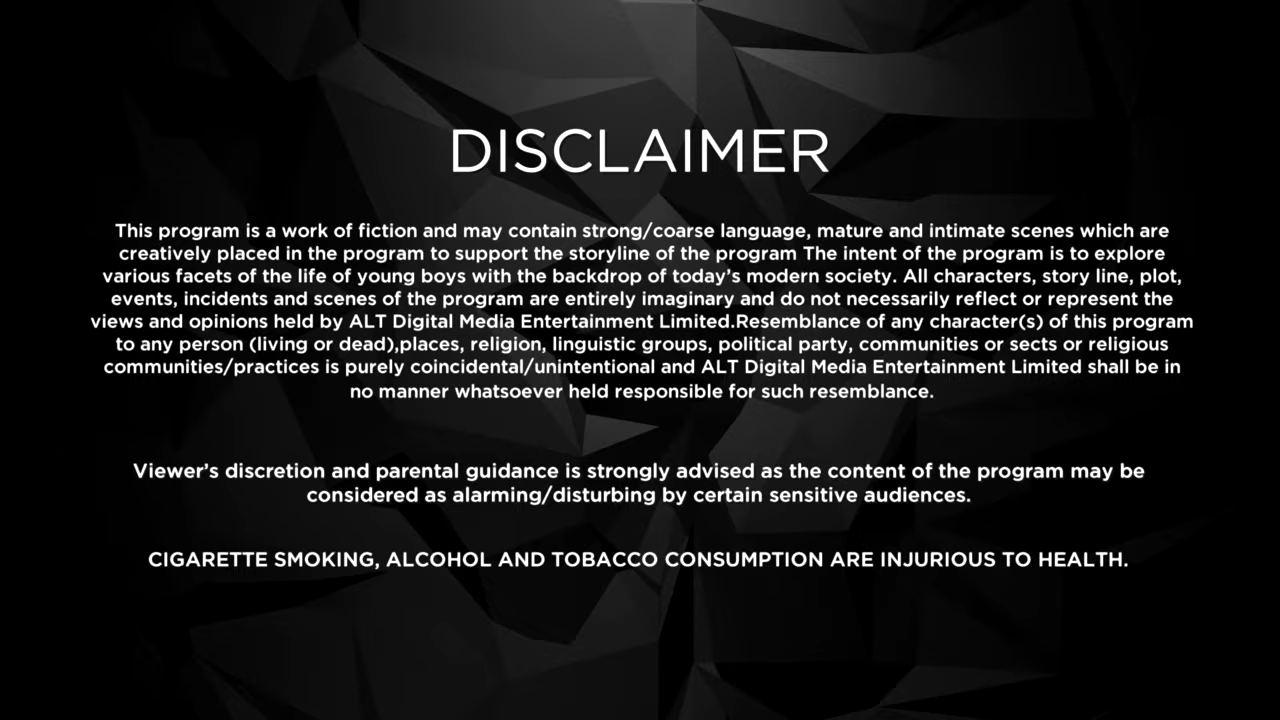 DISCLAIMER
This program is a work of fiction and may contain strong/coarse language, mature and intimate scenes which are
creatively placed in the program to support the storyline of the program The intent of the program is to explore
various facets of the life of young boys with the backdrop of today’s modern society. All characters, story line, plot,
events, incidents and scenes of the program are entirely imaginary and do not necessarily reflect or represent the
views and opinions held by ALT Digital Media Entertainment Limited.Resemblance of any character(s) of this program
to any person (living or dead),places, religion, linguistic groups, political party, communities or sects or religious
communities/practices is purely coincidental/unintentional and ALT Digital Media Entertainment Limited shall be in
no manner whatsoever held responsible for such resemblance.
Viewer’s discretion and parental guidance is strongly advised as the content of the program may be
considered as alarming/disturbing by certain sensitive audiences.
CIGARETTE SMOKING, ALCOHOL AND TOBACCO CONSUMPTION ARE INJURIOUS TO HEALTH.